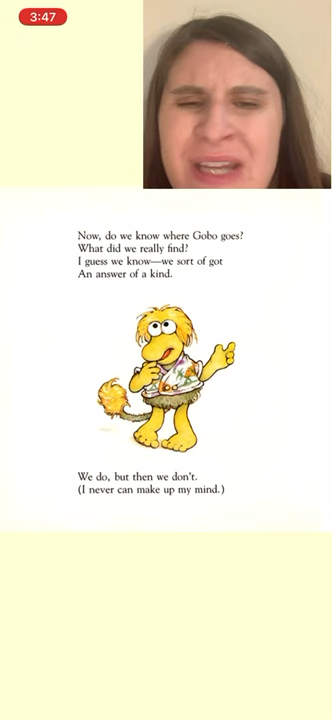 3:47
Now, do we know where Gobo goes?
What did we really find?
I guess we know—we sort of got
An answer of a kind.
We do, but then we don't.
(I never can make up my mind.)